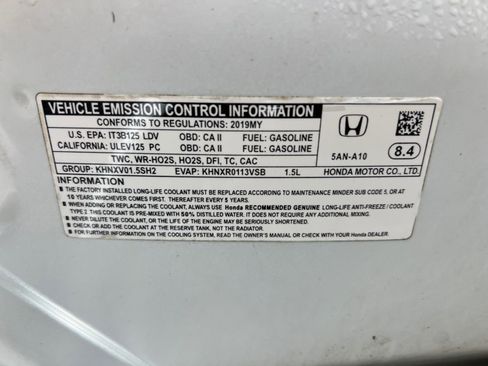 VEHICLE EMISSION CONTROL INFORMATION
CONFORMS TO REGULATIONS: 2019MY
U.S. EPA: IT3B125 LDV OBD: CA II FUEL: GASOLINE
CALIFORNIA: ULEV125 PC OBD: CA II FUEL: GASOLINE
TWC, WR-HO2S, HO2S, DFI, TC, CAC
GROUP: KHNXV01.5SH2 EVAP: KHNXR0113VSB 1.5L
5AN-A10 8.4
HONDA MOTOR CO., LTD.
INFORMATION
■ THE FACTORY INSTALLED LONG-LIFE COOLANT MUST BE REPLACED ACCORDING TO MAINTENANCE MINDER SUB CODE 5, OR AT
10 YEARS WHICHEVER COMES FIRST. THEREAFTER EVERY 5 YEARS.
■ WHEN ADDING OR REPLACING COOLANT, ALWAYS USE Honda RECOMMENDED GENUINE LONG-LIFE ANTI-FREEZE / COOLANT
TYPE 2 THIS COOLANT IS PRE-MIXED WITH 50% DISTILLED WATER. IT DOES NOT REQUIRE ANY ADDITIONAL MIXING.
■ NEVER DILUTE THE COOLANT, OR THE LIFE OF THE ENGINE MAY BE SERIOUSLY SHORTENED.
■ CHECK OR ADD THE COOLANT AT THE RESERVE TANK, NOT THE RADIATOR.
■ FOR FURTHER INFORMATION ON THE COOLING SYSTEM, READ THE OWNER'S MANUAL OR CHECK WITH YOUR Honda DEALER.